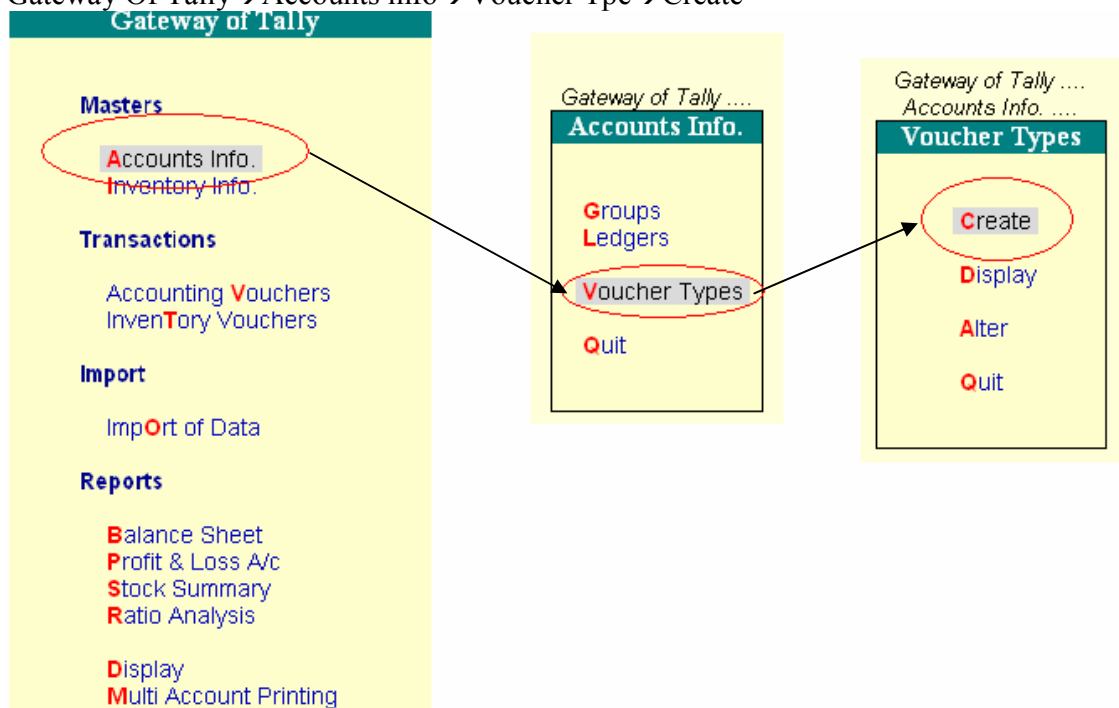 Gateway Of Tally → Accounts info → Voucher Tpe → Create
Gateway of Tally
Masters
Accounts Info.
Inventory Info.
Transactions
Accounting Vouchers
InvenTory Vouchers
Import
ImpOrt of Data
Reports
Balance Sheet
Profit & Loss A/c
Stock Summary
Ratio Analysis
Display
Multi Account Printing
Gateway of Tally ....
Accounts Info.
Groups
Ledgers
Voucher Types
Quit
Gateway of Tally ....
Accounts Info. ....
Voucher Types
Create
Display
Alter
Quit